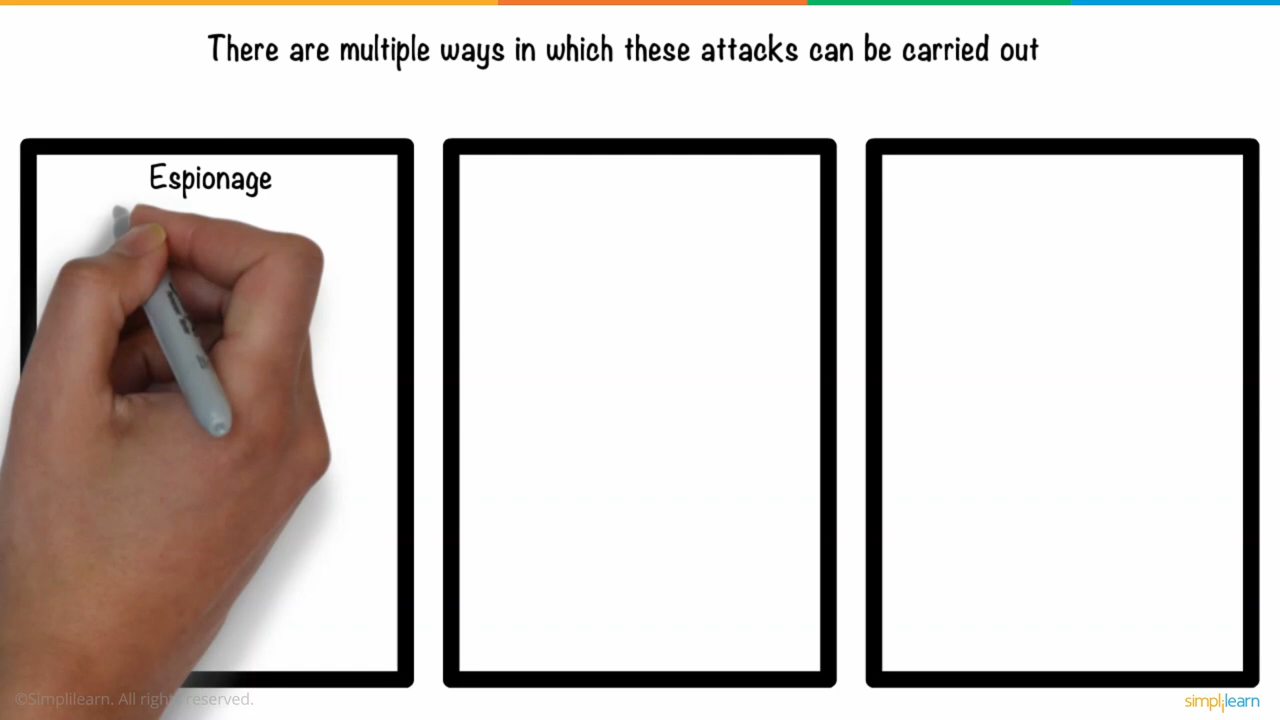 There are multiple ways in which these attacks can be carried out
Espionage
©Simplilearn. All rights reserved.
simplilearn